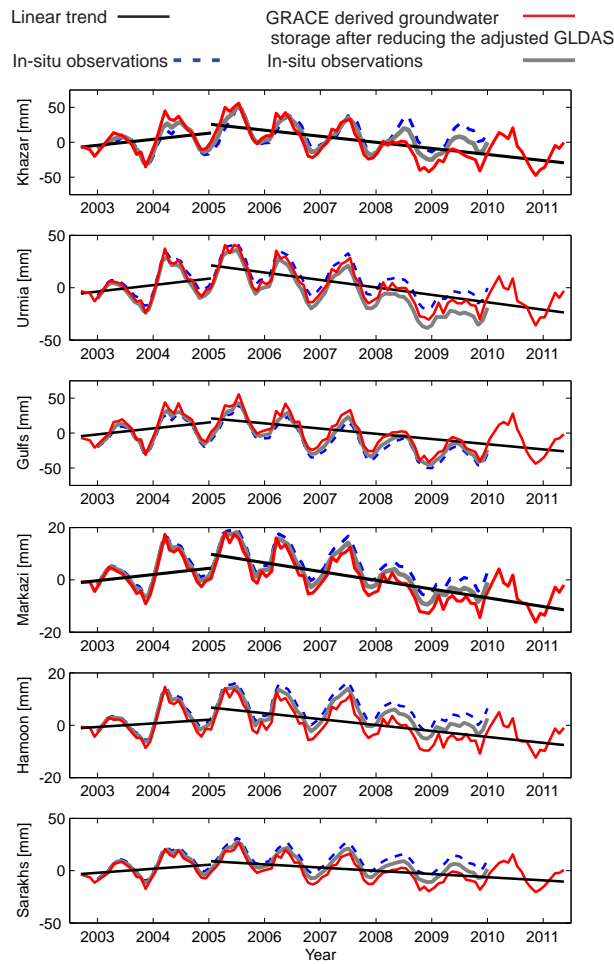 Linear trend
GRACE derived groundwater
storage after reducing the adjusted GLDAS
In-situ observations
In-situ observations
Khazar [mm]
50
0
-50
2003 2004 2005 2006 2007 2008 2009 2010 2011
Urmia [mm]
50
0
-50
2003 2004 2005 2006 2007 2008 2009 2010 2011
Gulfs [mm]
50
0
-50
2003 2004 2005 2006 2007 2008 2009 2010 2011
Markazi [mm]
20
0
-20
2003 2004 2005 2006 2007 2008 2009 2010 2011
Hamoon [mm]
20
0
-20
2003 2004 2005 2006 2007 2008 2009 2010 2011
Sarakhs [mm]
50
0
-50
2003 2004 2005 2006 2007 2008 2009 2010 2011
Year